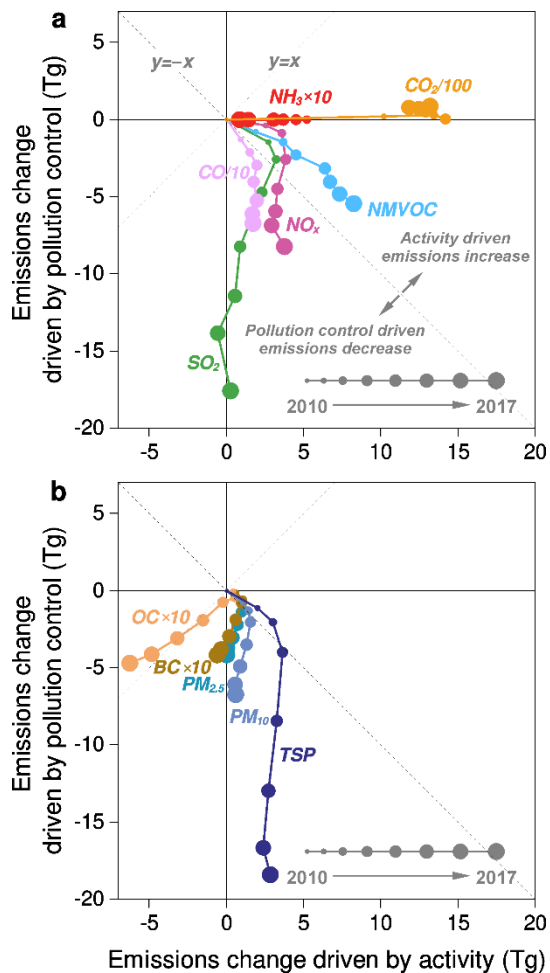 a
5
0
-5
-10
-15
-20
Emissions change
driven by pollution control (Tg)
y=−x
y=x
NH₃×10
CO₂/100
CO/10
NOₓ
NMVOC
SO₂
Activity driven
emissions increase
Pollution control driven
emissions decrease
2010
2017
-5 0 5 10 15 20
b
5
0
-5
-10
-15
-20
Emissions change
driven by pollution control (Tg)
OC×10
BC×10
PM₂.₅
PM₁₀
TSP
2010
2017
-5 0 5 10 15 20
Emissions change driven by activity (Tg)